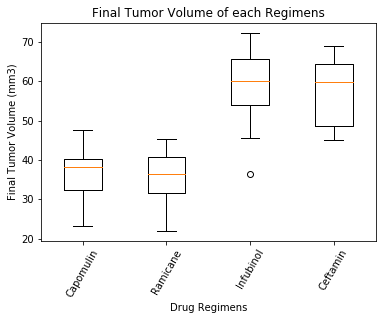 Final Tumor Volume of each Regimens
Final Tumor Volume (mm3)
70
60
50
40
30
20
Capomulin
Ramicane
Infubinol
Ceftamin
Drug Regimens